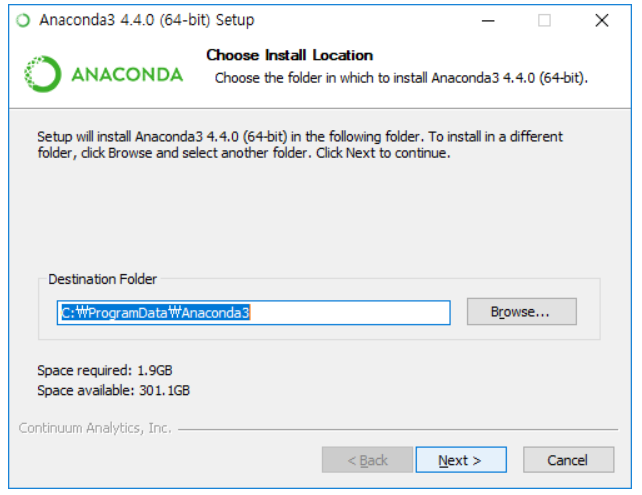 Anaconda3 4.4.0 (64-bit) Setup
ANACONDA
Choose Install Location
Choose the folder in which to install Anaconda3 4.4.0 (64-bit).
Setup will install Anaconda3 4.4.0 (64-bit) in the following folder. To install in a different
folder, click Browse and select another folder. Click Next to continue.
Destination Folder
C:₩ProgramData₩Anaconda3
Browse...
Space required: 1.9GB
Space available: 301.1GB
Continuum Analytics, Inc.
< Back
Next >
Cancel